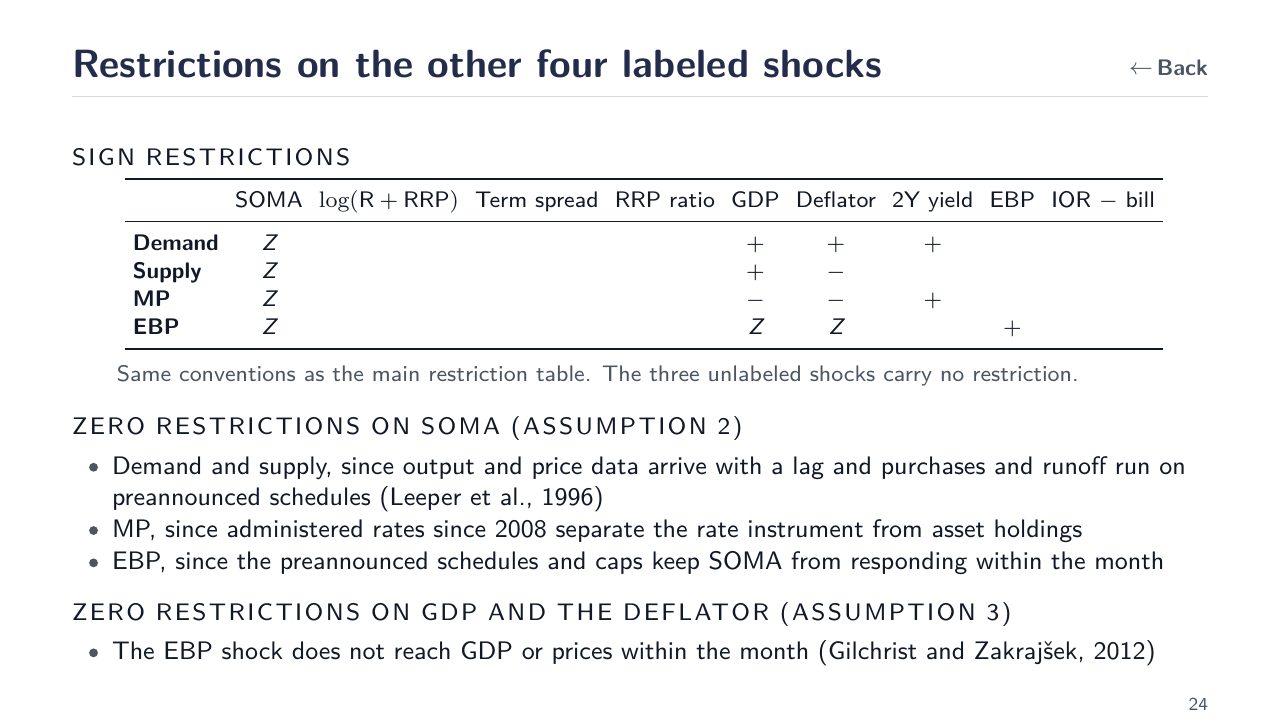 Restrictions on the other four labeled shocks
← Back
SIGN RESTRICTIONS
SOMA log(R + RRP) Term spread RRP ratio GDP Deflator 2Y yield EBP IOR − bill
Demand Z + + +
Supply Z + −
MP Z − − +
EBP Z Z Z +
Same conventions as the main restriction table. The three unlabeled shocks carry no restriction.
ZERO RESTRICTIONS ON SOMA (ASSUMPTION 2)
• Demand and supply, since output and price data arrive with a lag and purchases and runoff run on
preannounced schedules (Leeper et al., 1996)
• MP, since administered rates since 2008 separate the rate instrument from asset holdings
• EBP, since the preannounced schedules and caps keep SOMA from responding within the month
ZERO RESTRICTIONS ON GDP AND THE DEFLATOR (ASSUMPTION 3)
• The EBP shock does not reach GDP or prices within the month (Gilchrist and Zakrajšek, 2012)
24